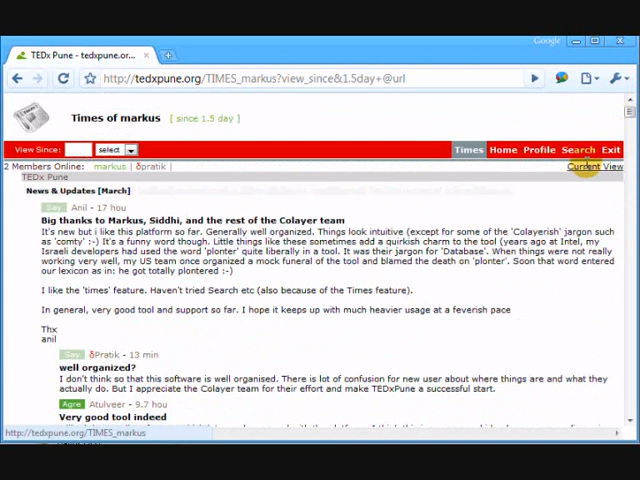 Google
TEDx Pune - tedxpune.or...
http://tedxpune.org/TIMES_markus?view_since&1.5day+@url
Times of markus [ since 1.5 day ]
View Since: select Times Home Profile Search Exit
2 Members Online: markus | δpratik | Current View
TEDx Pune
News & Updates [March]
Say Anil - 17 hou
Big thanks to Markus, Siddhi, and the rest of the Colayer team
It's new but i like this platform so far. Generally well organized. Things look intuitive (except for some of the 'Colayerish' jargon such
as 'comty' :-) It's a funny word though. Little things like these sometimes add a quirkish charm to the tool (years ago at Intel, my
Israeli developers had used the word 'plonter' quite liberally in a tool. It was their jargon for 'Database'. When things were not really
working very well, my US team once organized a mock funeral of the tool and blamed the death on 'plonter'. Soon that word entered
our lexicon as in: he got totally plontered :-)
I like the 'times' feature. Haven't tried Search etc (also because of the Times feature).
In general, very good tool and support so far. I hope it keeps up with much heavier usage at a feverish pace
Thx
anil
Say δPratik - 13 min
well organized?
I don't think so that this software is well organised. There is lot of confusion for new user about where things are and what they
actually do. But I appreciate the Colayer team for their effort and make TEDxPune a successful start.
Agre Atulveer - 9.7 hou
Very good tool indeed
http://tedxpune.org/TIMES_markus